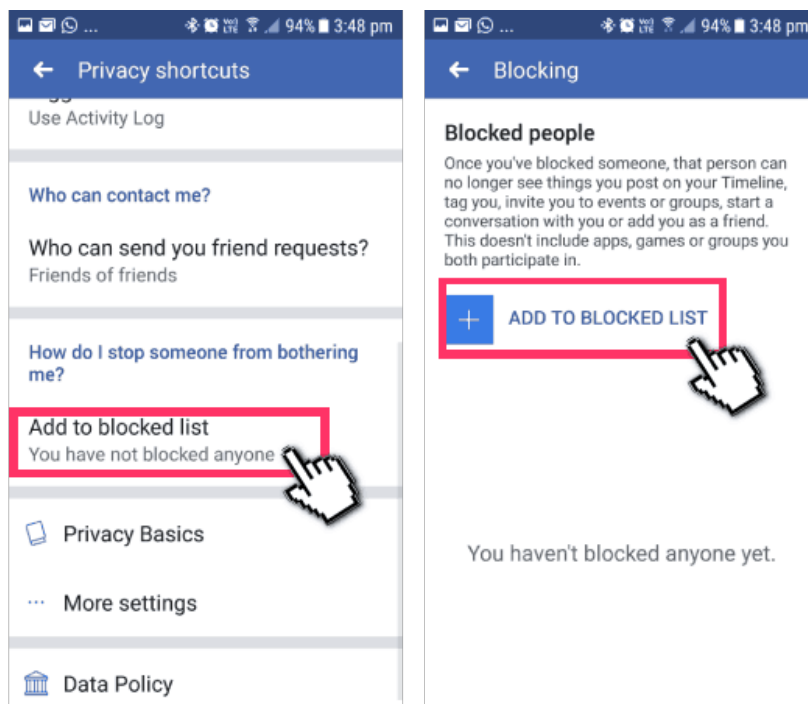 ... 94% 3:48 pm
Privacy shortcuts
Use Activity Log
Who can contact me?
Who can send you friend requests?
Friends of friends
How do I stop someone from bothering
me?
Add to blocked list
You have not blocked anyone
Privacy Basics
... More settings
Data Policy
... 94% 3:48 pm
Blocking
Blocked people
Once you've blocked someone, that person can
no longer see things you post on your Timeline,
tag you, invite you to events or groups, start a
conversation with you or add you as a friend.
This doesn't include apps, games or groups you
both participate in.
+ ADD TO BLOCKED LIST
You haven't blocked anyone yet.